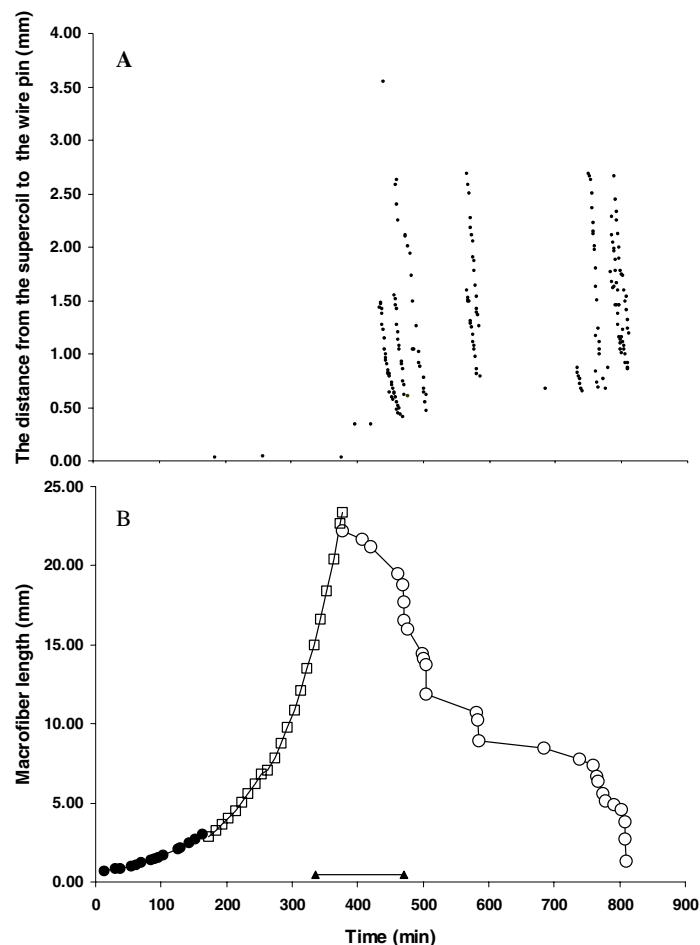 The distance from the supercoil to the wire pin (mm)
4.00
3.50
3.00
2.50
2.00
1.50
1.00
0.50
0.00
A
Macrofiber length (mm)
25.00
20.00
15.00
10.00
5.00
0.00
B
0 100 200 300 400 500 600 700 800 900
Time (min)